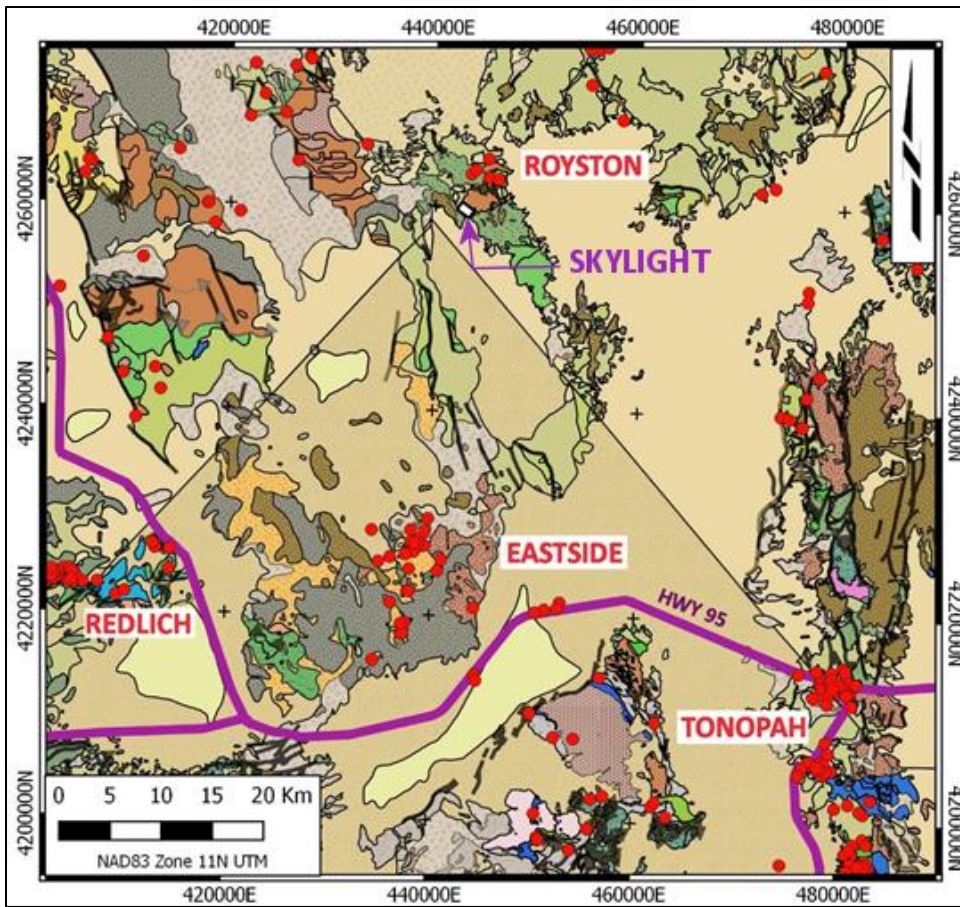 420000E
440000E
460000E
480000E
4260000N
4260000N
ROYSTON
SKYLIGHT
4240000N
4240000N
EASTSIDE
4220000N
4220000N
REDLICH
HWY 95
TONOPAH
4200000N
4200000N
0 5 10 15 20 Km
NAD83 Zone 11N UTM
420000E
440000E
460000E
480000E